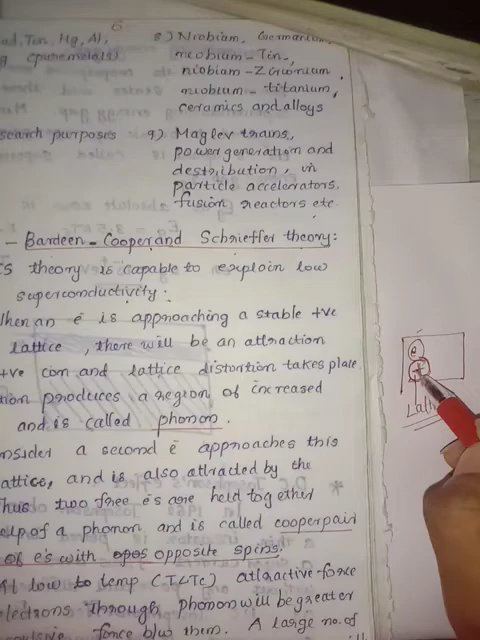 6
ad, Tin, Hg, Al,
g (puremetals)
8) Niobium, Germanium
niobium-Tin,
niobium-Zirconium,
niobium-titanium,
ceramics and alloys
search purposes
9) Maglev trains,
power generation and
destribution, in
particle accelerators,
fusion reactors etc.
- Bardeen-Cooper and Schrieffer theory:
S theory is capable to explain low
superconductivity:
When an e⁻ is approaching a stable +ve
lattice, there will be an attraction
+ve ion and lattice distortion takes place
tion produces a region of increased
and is called phonon.
nsider a second e⁻ approaches this
attice, and is also attracted by the
Thus two free e⁻s are held together
elp of a phonon and is called cooperpair
of e⁻s with opposite spins.
At low to temp (T<Tc) attractive-force
electrons through phonon will be greater
force b/w them. A large no. of
e⁻
+
Latt